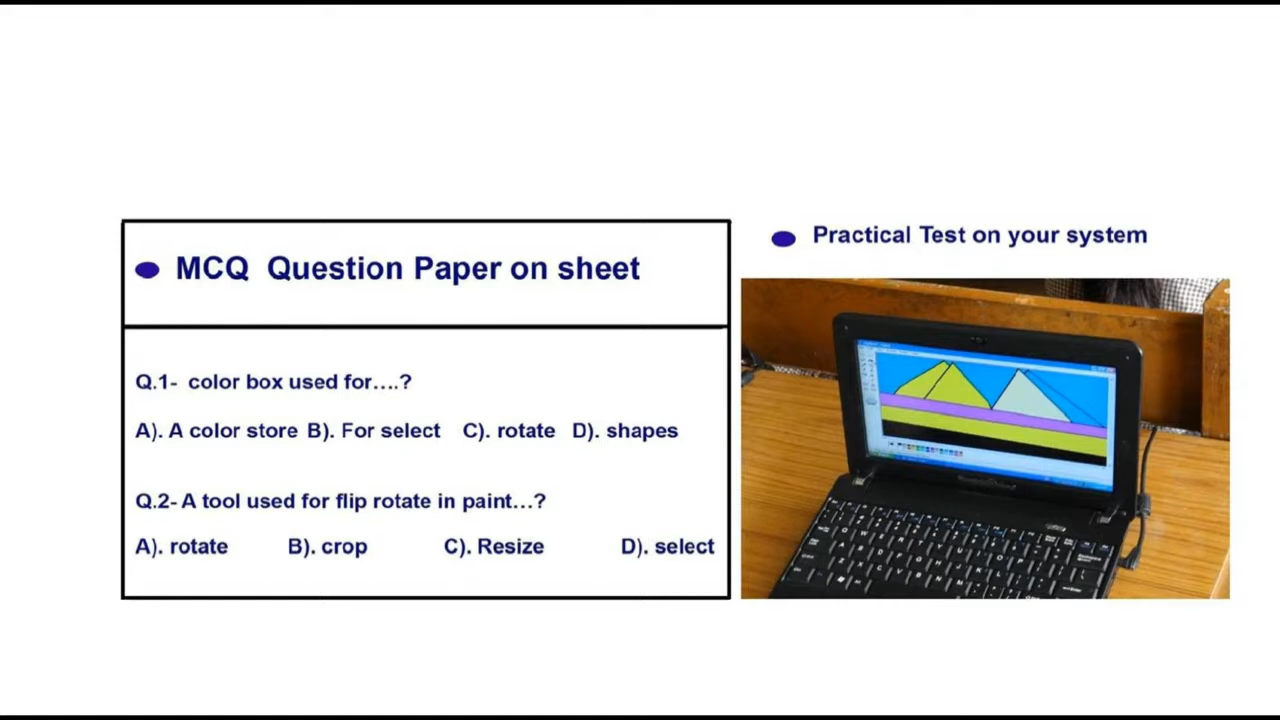 MCQ Question Paper on sheet
Q.1- color box used for....?
A). A color store B). For select C). rotate D). shapes
Q.2- A tool used for flip rotate in paint...?
A). rotate B). crop C). Resize D). select
Practical Test on your system